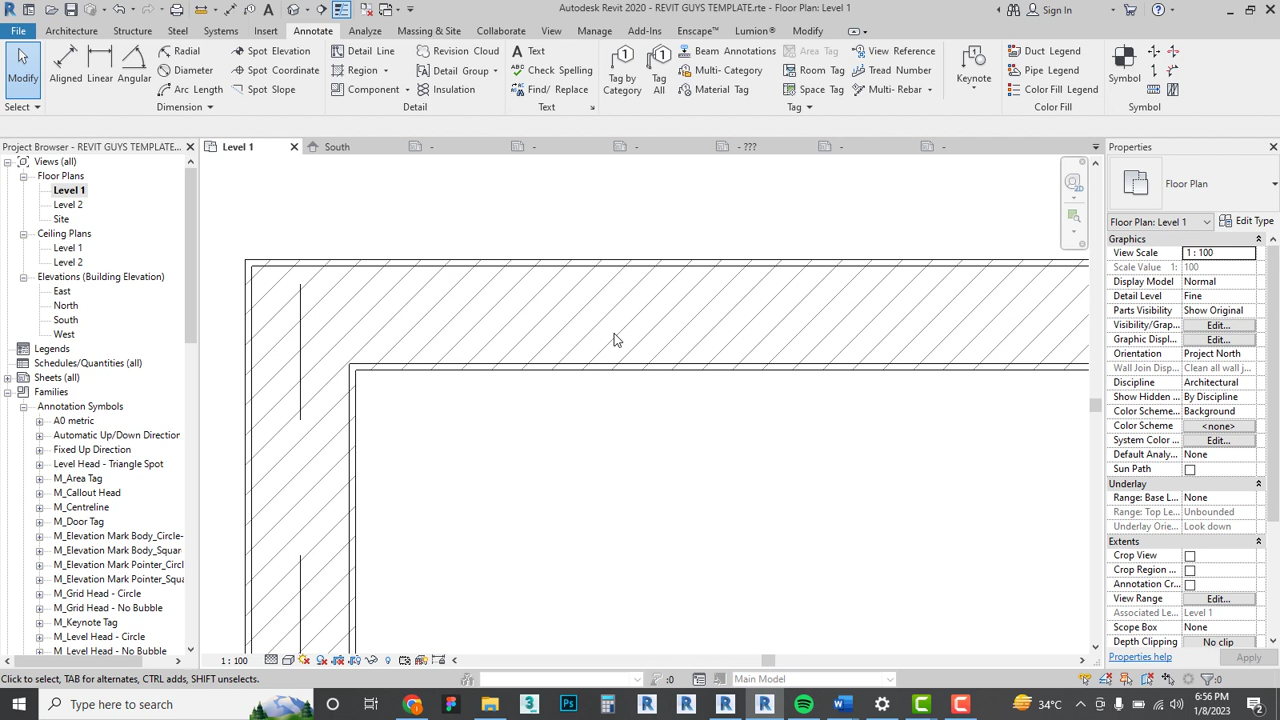 Autodesk Revit 2020 - REVIT GUYS TEMPLATE.rte - Floor Plan: Level 1
Sign In
File Architecture Structure Steel Systems Insert Annotate Analyze Massing & Site Collaborate View Manage Add-Ins Enscape™ Lumion® Modify
Modify Aligned Linear Angular
Radial
Diameter
Arc Length
Spot Elevation
Spot Coordinate
Spot Slope
Detail Line
Region
Component
Revision Cloud
Detail Group
Insulation
Text
Check Spelling
Find/ Replace
Tag by
Category
Tag
All
Beam Annotations
Multi- Category
Material Tag
Area Tag
Room Tag
Space Tag
View Reference
Tread Number
Multi- Rebar
Keynote
Duct Legend
Pipe Legend
Color Fill Legend
Symbol
Select Dimension Detail Text Tag Color Fill Symbol
Project Browser - REVIT GUYS TEMPLATE...
Level 1 South - - - - ??? - -
Views (all)
Floor Plans
Level 1
Level 2
Site
Ceiling Plans
Level 1
Level 2
Elevations (Building Elevation)
East
North
South
West
Legends
Schedules/Quantities (all)
Sheets (all)
Families
Annotation Symbols
A0 metric
Automatic Up/Down Direction
Fixed Up Direction
Level Head - Triangle Spot
M_Area Tag
M_Callout Head
M_Centreline
M_Door Tag
M_Elevation Mark Body_Circle-
M_Elevation Mark Body_Square
M_Elevation Mark Pointer_Circl
M_Elevation Mark Pointer_Squa
M_Grid Head - Circle
M_Grid Head - No Bubble
M_Keynote Tag
M_Level Head - Circle
M_Level Head - No Bubble
2D
Properties
Floor Plan
Floor Plan: Level 1 Edit Type
Graphics
View Scale 1 : 100
Scale Value 1: 100
Display Model Normal
Detail Level Fine
Parts Visibility Show Original
Visibility/Grap... Edit...
Graphic Displ... Edit...
Orientation Project North
Wall Join Disp... Clean all wall j...
Discipline Architectural
Show Hidden ... By Discipline
Color Scheme... Background
Color Scheme <none>
System Color ... Edit...
Default Analy... None
Sun Path
Underlay
Range: Base L... None
Range: Top Le... Unbounded
Underlay Orie... Look down
Extents
Crop View
Crop Region ...
Annotation Cr...
View Range Edit...
Associated Le... Level 1
Scope Box None
Depth Clipping No clip
Properties help Apply
1 : 100
Click to select, TAB for alternates, CTRL adds, SHIFT unselects. :0 Main Model :0
Type here to search
34°C
6:56 PM
1/8/2023